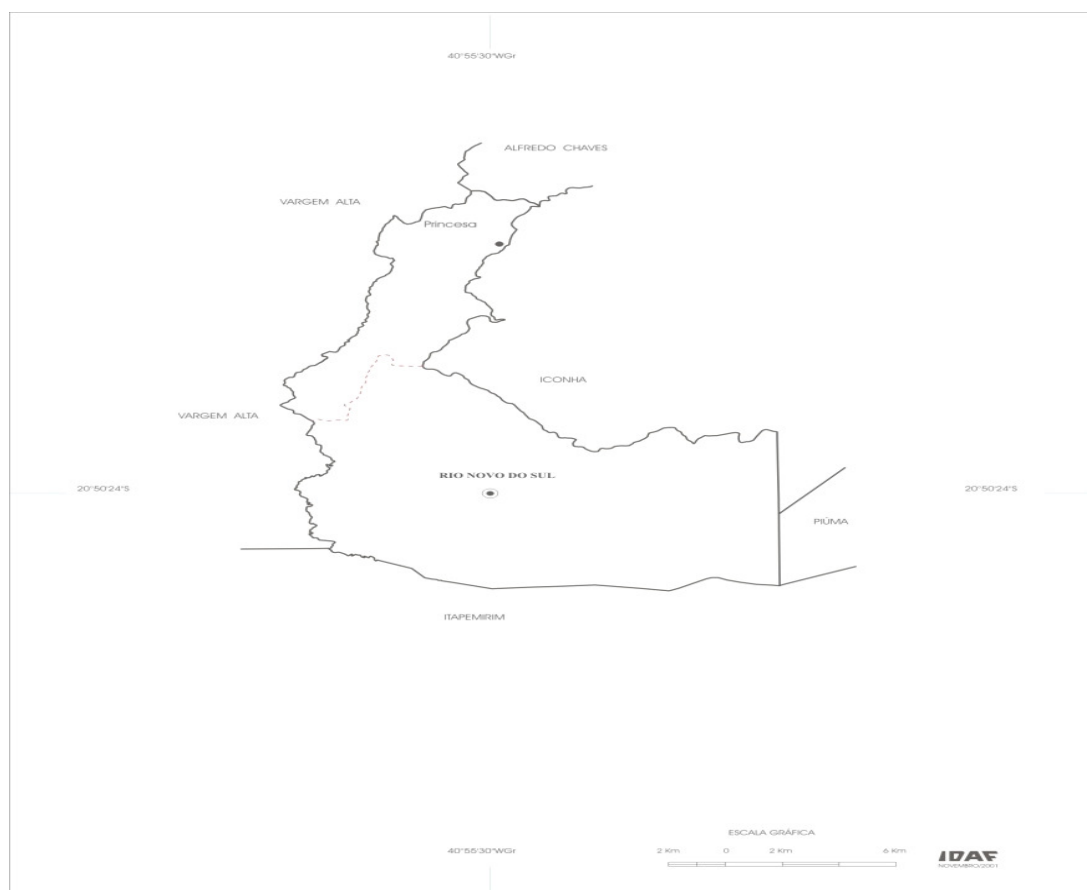 40°55'30"WGr
ALFREDO CHAVES
VARGEM ALTA
Princesa
ICONHA
VARGEM ALTA
RIO NOVO DO SUL
20°50'24"S
20°50'24"S
PIÚMA
ITAPEMIRIM
ESCALA GRÁFICA
2 Km 0 2 Km 6 Km
40°55'30"WGr
IDAF
NOVEMBRO/2001